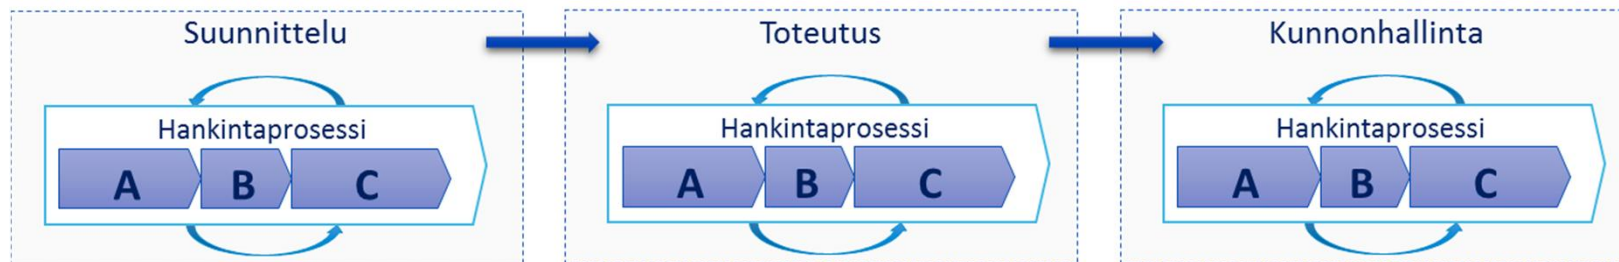 Suunnittelu
Hankintaprosessi
A B C
Toteutus
Hankintaprosessi
A B C
Kunnonhallinta
Hankintaprosessi
A B C